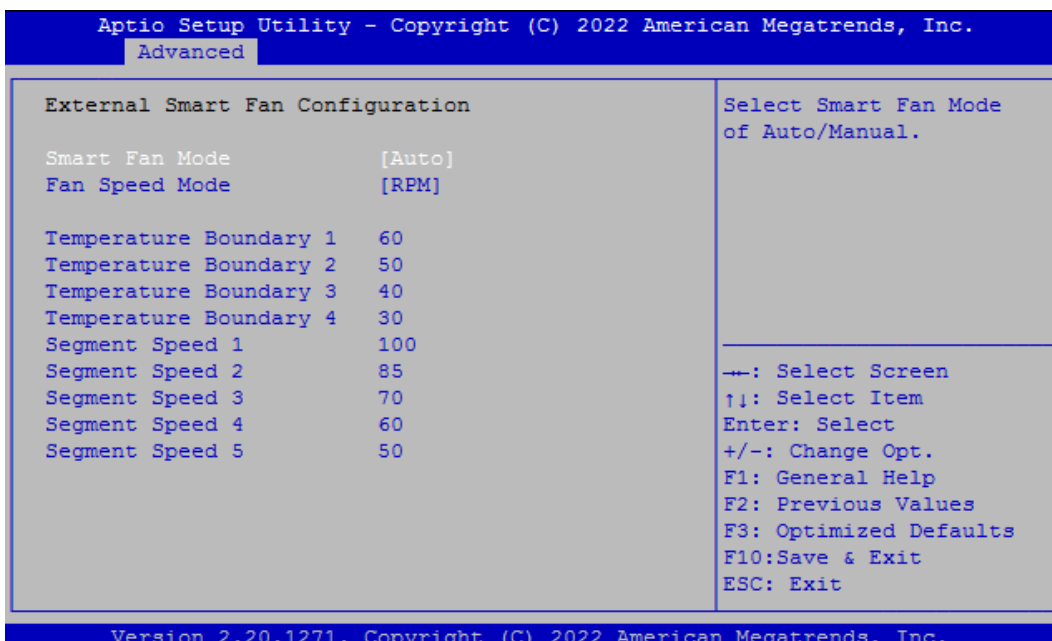 Aptio Setup Utility - Copyright (C) 2022 American Megatrends, Inc.
Advanced
External Smart Fan Configuration
Smart Fan Mode [Auto]
Fan Speed Mode [RPM]
Temperature Boundary 1 60
Temperature Boundary 2 50
Temperature Boundary 3 40
Temperature Boundary 4 30
Segment Speed 1 100
Segment Speed 2 85
Segment Speed 3 70
Segment Speed 4 60
Segment Speed 5 50
Select Smart Fan Mode
of Auto/Manual.
→←: Select Screen
↑↓: Select Item
Enter: Select
+/-: Change Opt.
F1: General Help
F2: Previous Values
F3: Optimized Defaults
F10:Save & Exit
ESC: Exit
Version 2.20.1271. Copyright (C) 2022 American Megatrends, Inc.